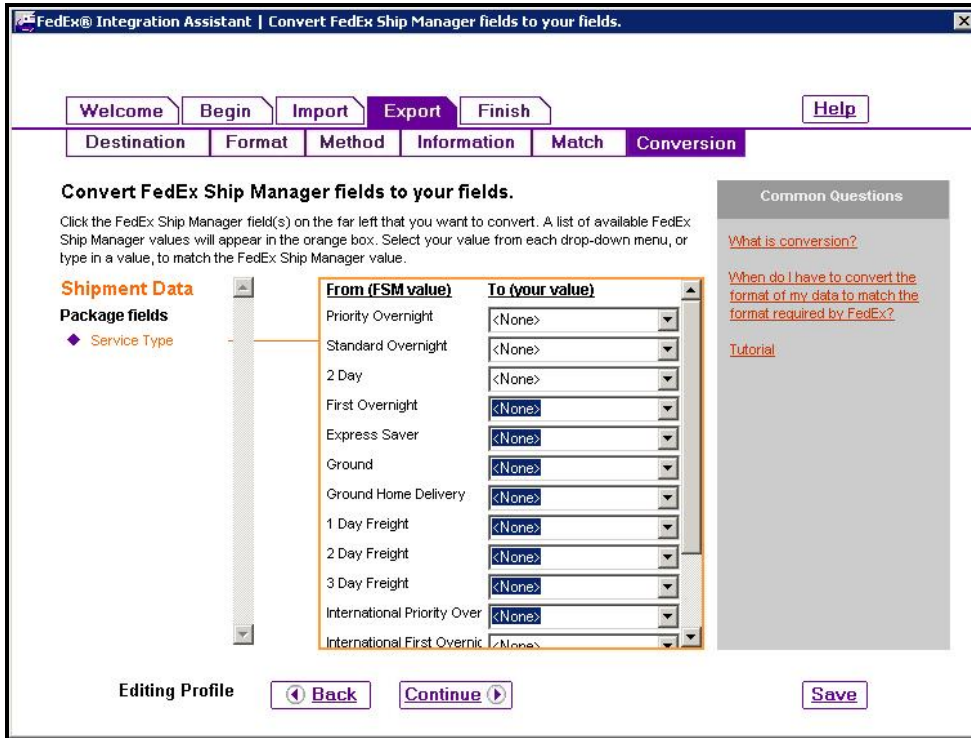 FedEx® Integration Assistant | Convert FedEx Ship Manager fields to your fields.
Welcome Begin Import Export Finish Help
Destination Format Method Information Match Conversion
Convert FedEx Ship Manager fields to your fields.
Click the FedEx Ship Manager field(s) on the far left that you want to convert. A list of available FedEx
Ship Manager values will appear in the orange box. Select your value from each drop-down menu, or
type in a value, to match the FedEx Ship Manager value.
Shipment Data
Package fields
Service Type
From (FSM value) To (your value)
Priority Overnight <None>
Standard Overnight <None>
2 Day <None>
First Overnight <None>
Express Saver <None>
Ground <None>
Ground Home Delivery <None>
1 Day Freight <None>
2 Day Freight <None>
3 Day Freight <None>
International Priority Over <None>
International First Overnic <None>
Common Questions
What is conversion?
When do I have to convert the
format of my data to match the
format required by FedEx?
Tutorial
Editing Profile Back Continue Save